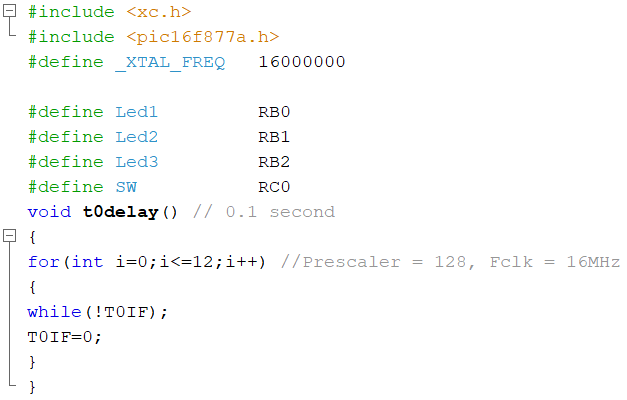 #include <xc.h>
#include <pic16f877a.h>
#define _XTAL_FREQ   16000000
#define Led1         RB0
#define Led2         RB1
#define Led3         RB2
#define SW           RC0
void t0delay() // 0.1 second
{
for(int i=0;i<=12;i++) //Prescaler = 128, Fclk = 16MHz
{
while(!T0IF);
T0IF=0;
}
}